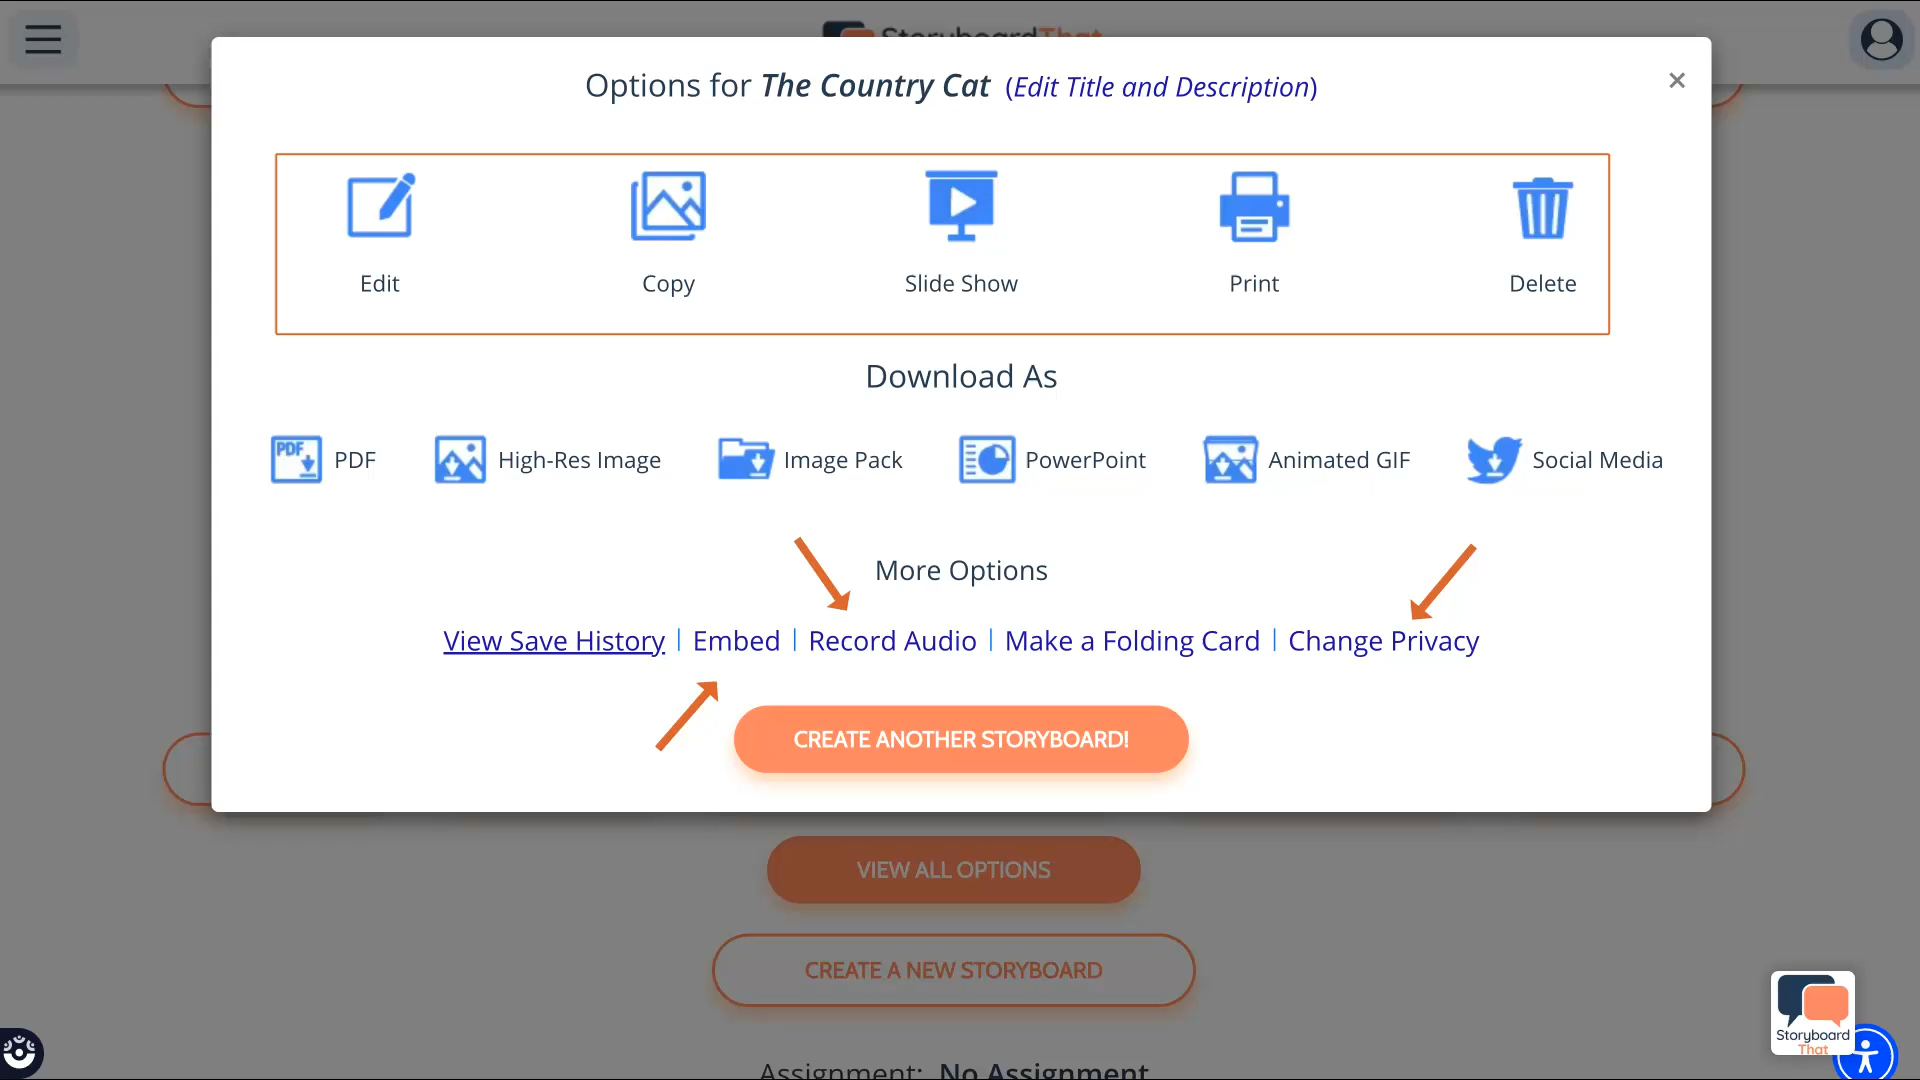 StoryboardThat
Options for The Country Cat (Edit Title and Description)
×
Edit
Copy
Slide Show
Print
Delete
Download As
PDF PDF
High-Res Image
Image Pack
PowerPoint
Animated GIF
Social Media
More Options
View Save History | Embed | Record Audio | Make a Folding Card | Change Privacy
CREATE ANOTHER STORYBOARD!
VIEW ALL OPTIONS
CREATE A NEW STORYBOARD
Assignment: No Assignment
Storyboard
That